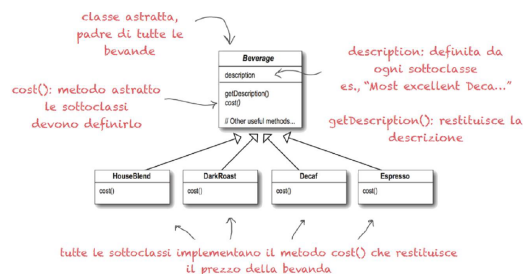 classe astratta,
padre di tutte le
bevande
cost(): metodo astratto
le sottoclassi
devono definirlo
Beverage
description
getDescription()
cost()
// Other useful methods...
description: definita da
ogni sottoclasse
es., “Most excellent Deca...”
getDescription(): restituisce la
descrizione
HouseBlend
cost()
DarkRoast
cost()
Decaf
cost()
Espresso
cost()
tutte le sottoclassi implementano il metodo cost() che restituisce
il prezzo della bevanda